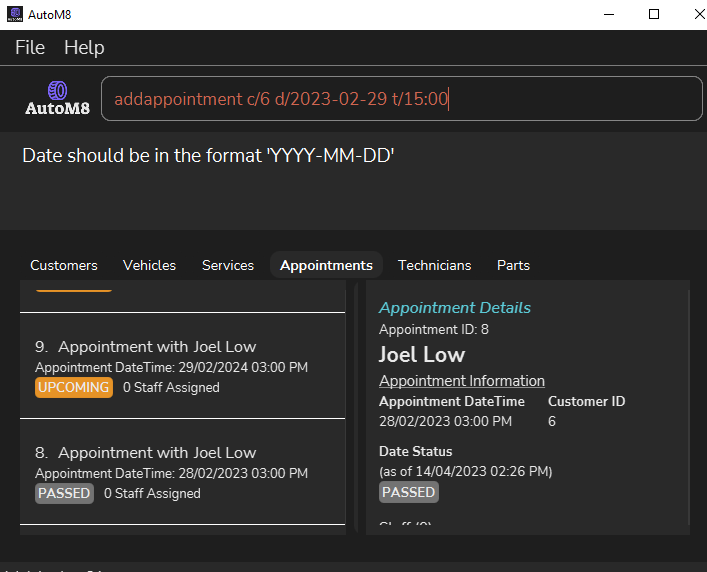 AutoM8
File Help
AutoM8
addappointment c/6 d/2023-02-29 t/15:00
Date should be in the format 'YYYY-MM-DD'
Customers Vehicles Services Appointments Technicians Parts
9. Appointment with Joel Low
Appointment DateTime: 29/02/2024 03:00 PM
UPCOMING 0 Staff Assigned
8. Appointment with Joel Low
Appointment DateTime: 28/02/2023 03:00 PM
PASSED 0 Staff Assigned
Appointment Details
Appointment ID: 8
Joel Low
Appointment Information
Appointment DateTime Customer ID
28/02/2023 03:00 PM 6
Date Status
(as of 14/04/2023 02:26 PM)
PASSED